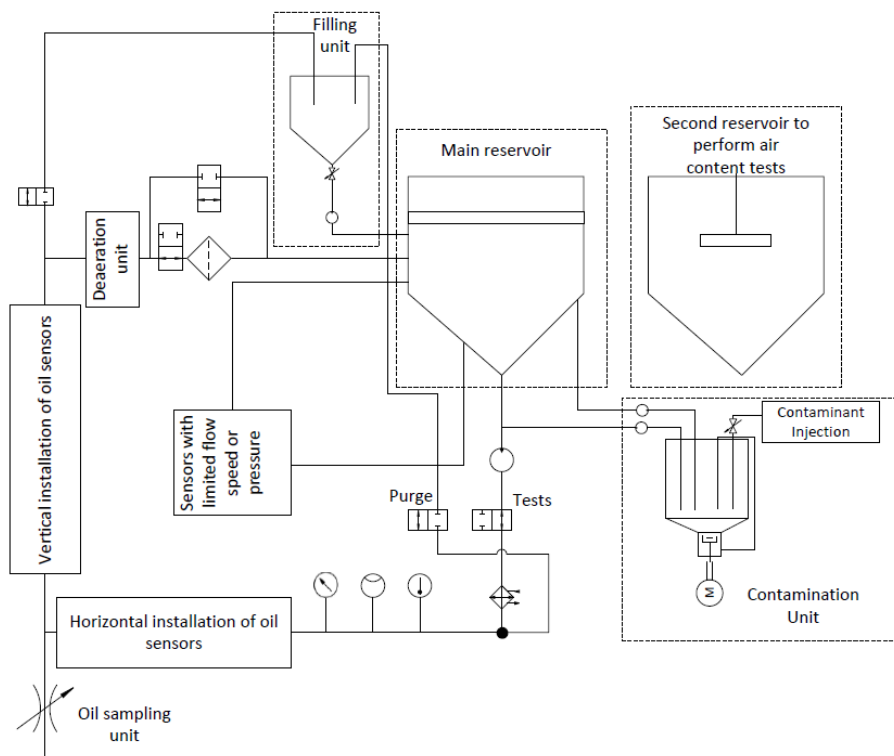 Filling
unit
Main reservoir
Second reservoir to
perform air
content tests
Deaeration
unit
Vertical installation of oil sensors
Sensors with
limited flow
speed or
pressure
Contaminant
Injection
Purge
Tests
M
Contamination
Unit
Horizontal installation of oil
sensors
Oil sampling
unit